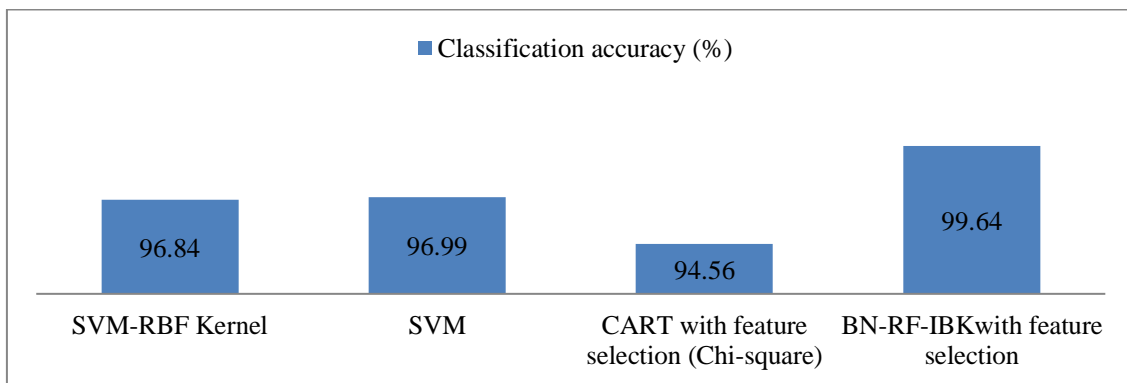 Classification accuracy (%)
96.84
96.99
94.56
99.64
SVM-RBF Kernel
SVM
CART with feature
selection (Chi-square)
BN-RF-IBKwith feature
selection